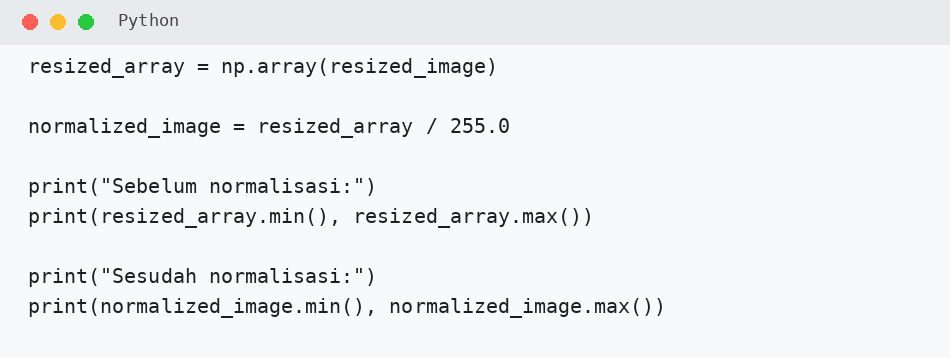 Python
resized_array = np.array(resized_image)
normalized_image = resized_array / 255.0
print("Sebelum normalisasi:")
print(resized_array.min(), resized_array.max())
print("Sesudah normalisasi:")
print(normalized_image.min(), normalized_image.max())